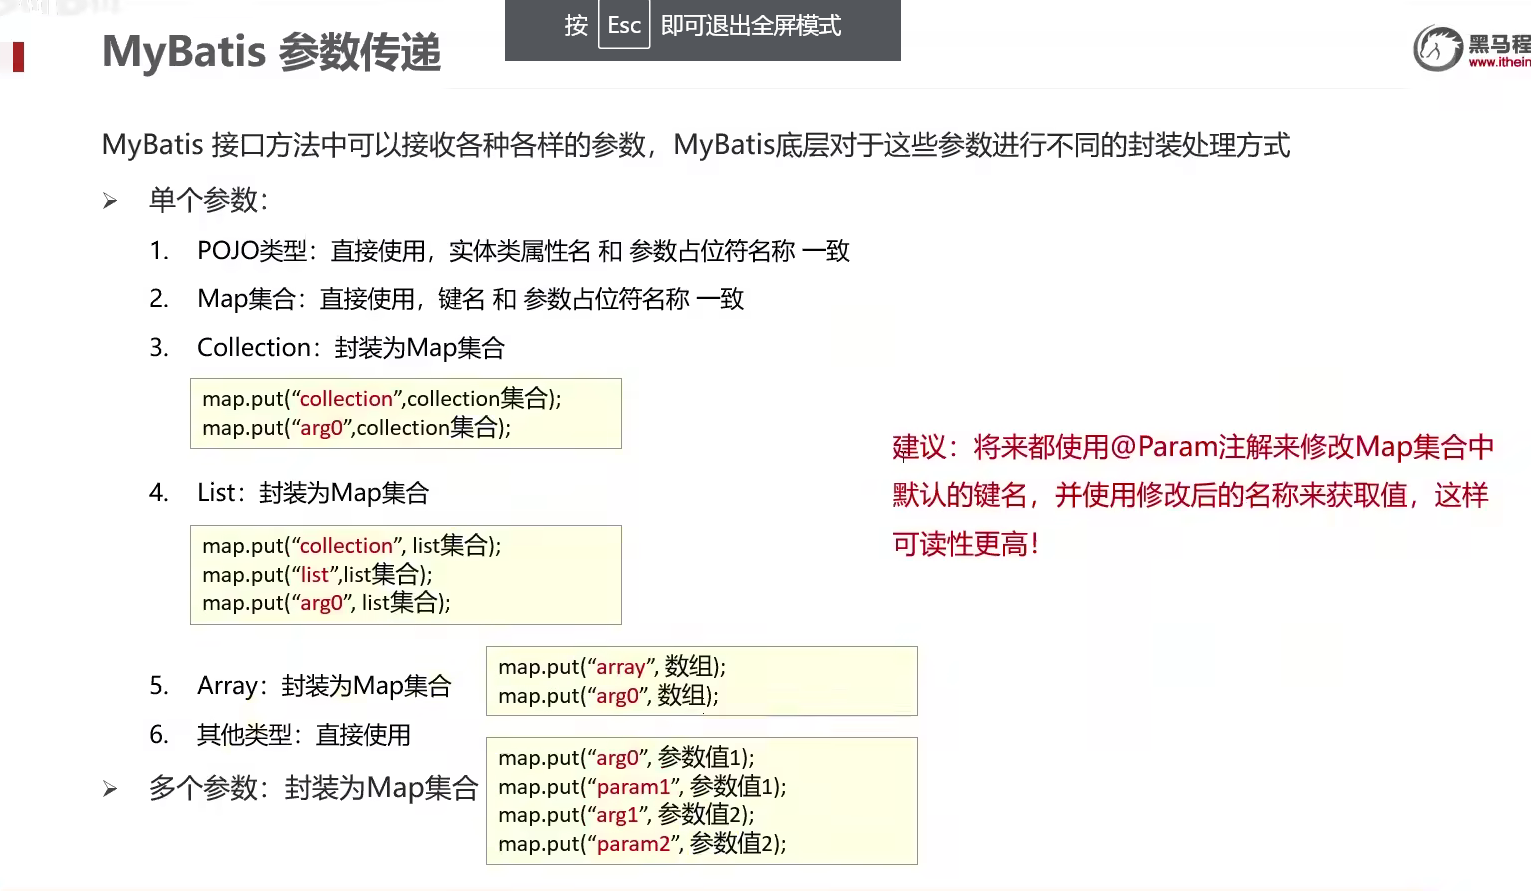 按 Esc 即可退出全屏模式
MyBatis 参数传递
黑马程
www.ithein
MyBatis 接口方法中可以接收各种各样的参数，MyBatis底层对于这些参数进行不同的封装处理方式
➢ 单个参数：
1. POJO类型：直接使用，实体类属性名 和 参数占位符名称 一致
2. Map集合：直接使用，键名 和 参数占位符名称 一致
3. Collection：封装为Map集合
map.put(“collection”,collection集合);
map.put(“arg0”,collection集合);
4. List：封装为Map集合
map.put(“collection”, list集合);
map.put(“list”,list集合);
map.put(“arg0”, list集合);
建议：将来都使用@Param注解来修改Map集合中
默认的键名，并使用修改后的名称来获取值，这样
可读性更高！
5. Array：封装为Map集合
map.put(“array”, 数组);
map.put(“arg0”, 数组);
6. 其他类型：直接使用
➢ 多个参数：封装为Map集合
map.put(“arg0”, 参数值1);
map.put(“param1”, 参数值1);
map.put(“arg1”, 参数值2);
map.put(“param2”, 参数值2);